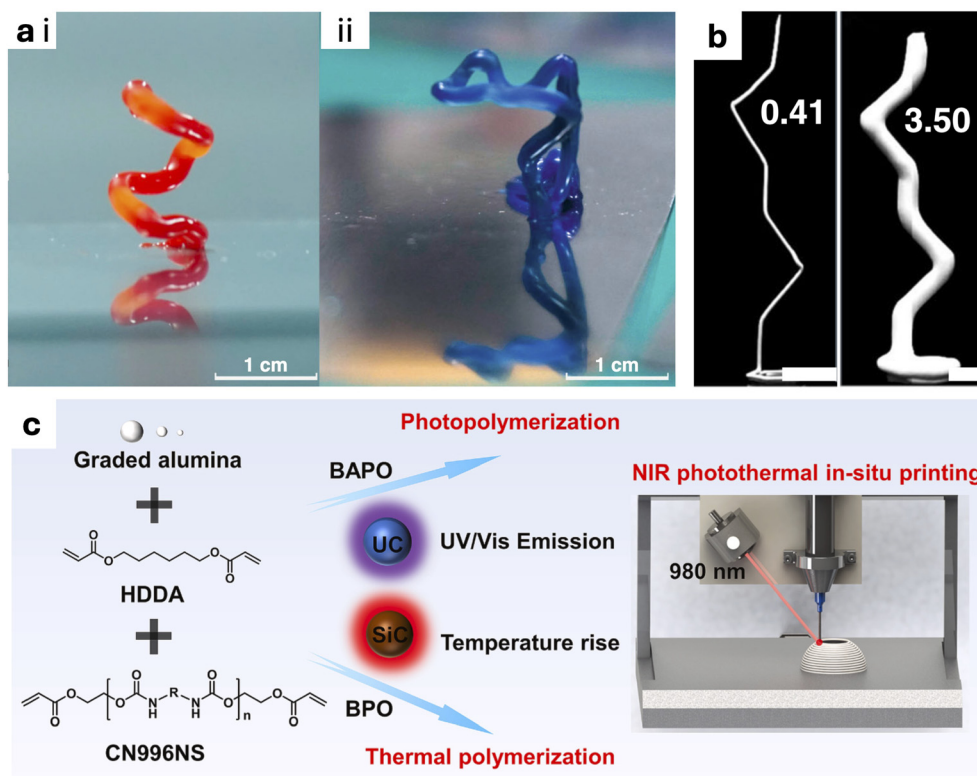 a i
ii
b
1 cm
1 cm
0.41
3.50
c
Photopolymerization
Graded alumina
BAPO
NIR photothermal in-situ printing
UC
UV/Vis Emission
980 nm
O
O
O
O
HDDA
SiC
Temperature rise
O
O
O
O
O
N
H
R
N
H
O
O
O
O
n
BPO
CN996NS
Thermal polymerization